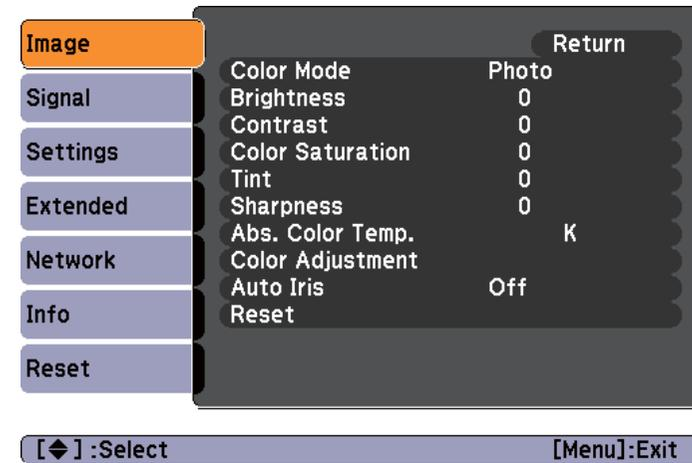 Image
Signal
Settings
Extended
Network
Info
Reset
Return
Color Mode Photo
Brightness 0
Contrast 0
Color Saturation 0
Tint 0
Sharpness 0
Abs. Color Temp. K
Color Adjustment
Auto Iris Off
Reset
[◆] :Select [Menu]:Exit